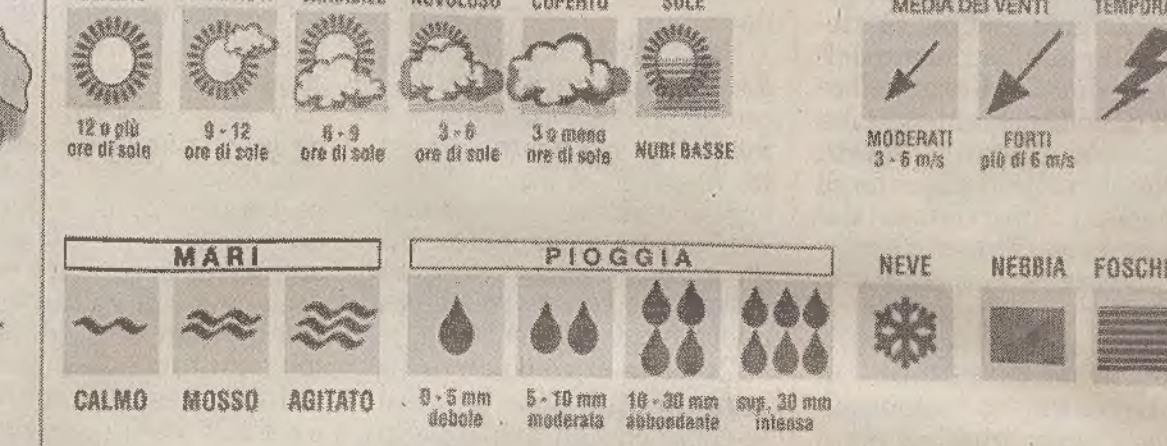 NUVOLOSO COPERTO SOLE MEDIA DEI VENTI
12 o più
ore di sole
9 - 12
ore di sole
6 - 9
ore di sole
3 - 6
ore di sole
3 o meno
ore di sole
NUBI BASSE
MODERATI
3 - 6 m/s
FORTI
più di 6 m/s
MARI
CALMO MOSSO AGITATO
PIOGGIA
0 - 5 mm
debole
5 - 10 mm
moderata
10 - 30 mm
abbondante
sup. 30 mm
intensa
NEVE NEBBIA FOSCHI